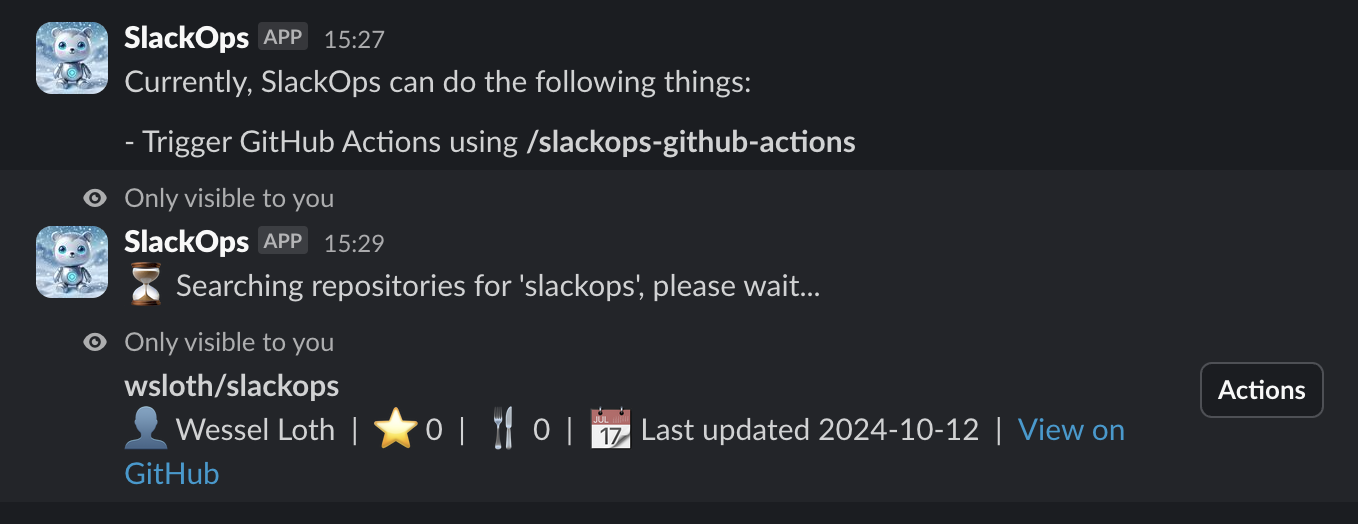 SlackOps APP 15:27
Currently, SlackOps can do the following things:
- Trigger GitHub Actions using /slackops-github-actions
Only visible to you
SlackOps APP 15:29
Searching repositories for 'slackops', please wait...
Only visible to you
wsloth/slackops
Actions
Wessel Loth | 0 | 0 | JUL 17 Last updated 2024-10-12 | View on
GitHub